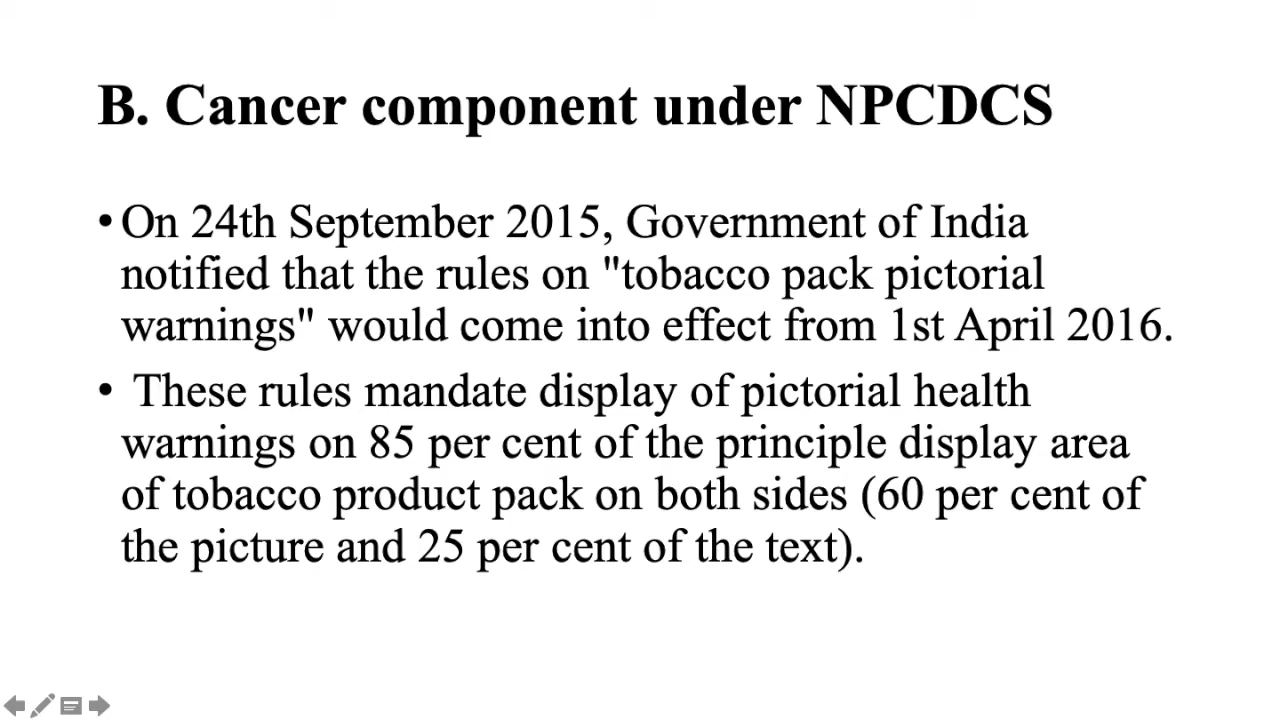 B. Cancer component under NPCDCS
• On 24th September 2015, Government of India
notified that the rules on "tobacco pack pictorial
warnings" would come into effect from 1st April 2016.
• These rules mandate display of pictorial health
warnings on 85 per cent of the principle display area
of tobacco product pack on both sides (60 per cent of
the picture and 25 per cent of the text).